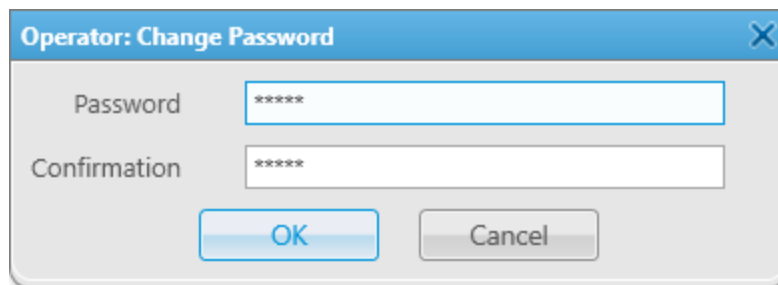 Operator: Change Password
Password *****
Confirmation *****
OK Cancel